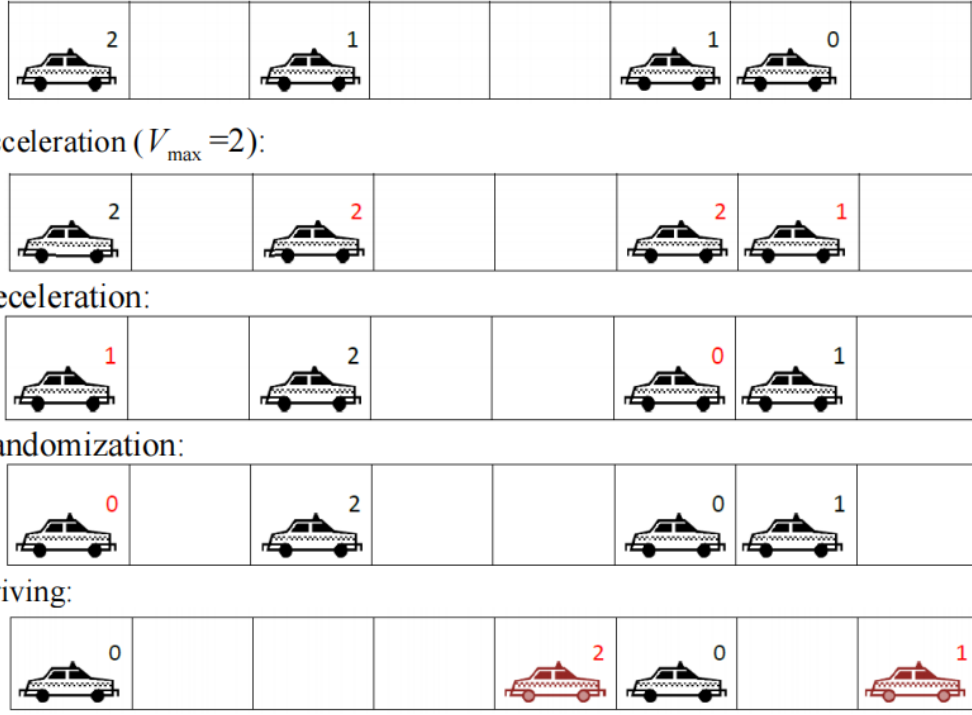 2 1 1 0
cceleration (Vmax =2):
2 2 2 1
eceleration:
1 2 0 1
andomization:
0 2 0 1
iving:
0 2 0 1